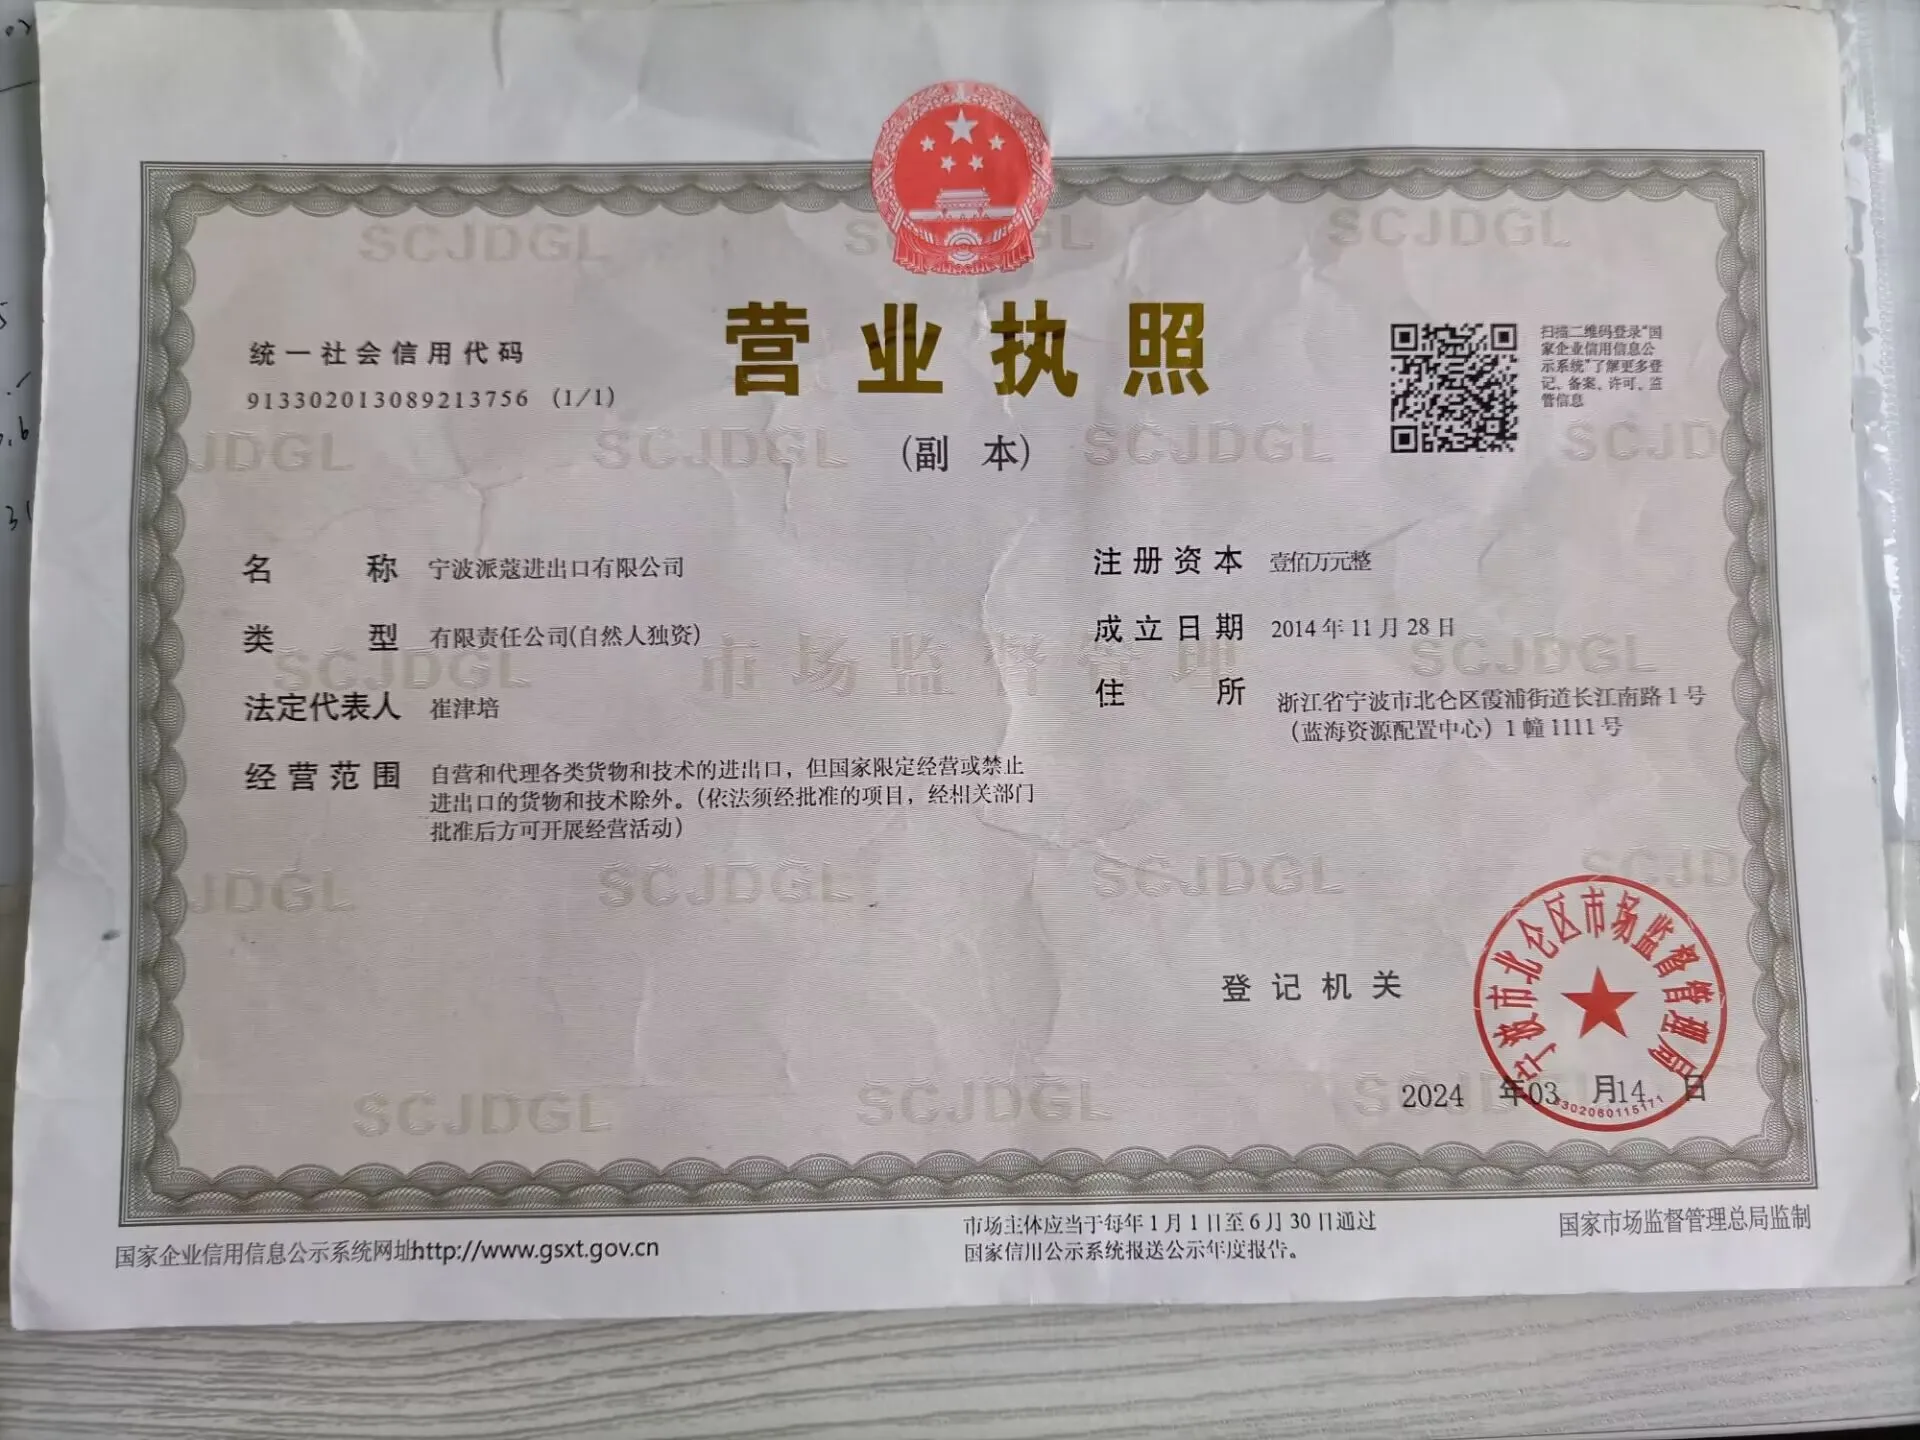 统一社会信用代码
913302013089213756 (1/1)
营业执照
(副 本)
扫描二维码登录"国
家企业信用信息公
示系统"了解更多登
记、备案、许可、监
管信息
名 称 宁波派蔻进出口有限公司
类 型 有限责任公司(自然人独资)
法定代表人 崔津培
经营范围 自营和代理各类货物和技术的进出口，但国家限定经营或禁止
进出口的货物和技术除外。(依法须经批准的项目，经相关部门
批准后方可开展经营活动)
注册资本 壹佰万元整
成立日期 2014年11月28日
住 所 浙江省宁波市北仑区霞浦街道长江南路1号
（蓝海资源配置中心）1幢1111号
市场监督管理
SCJDGL
登记机关
宁波市北仑区市场监督管理局
3302060115171
2024 年03 月14 日
国家企业信用信息公示系统网址http://www.gsxt.gov.cn
市场主体应当于每年1月1日至6月30日通过
国家信用公示系统报送公示年度报告。
国家市场监督管理总局监制